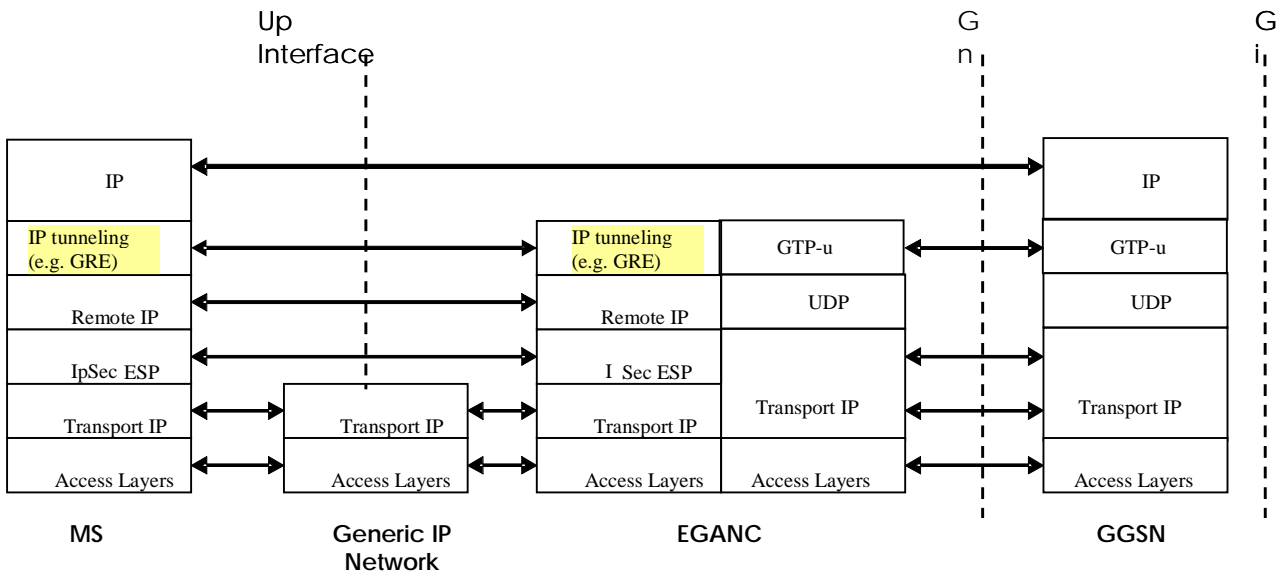 Up
Interface
G
n
G
i
IP
IP
IP tunneling
(e.g. GRE)
IP tunneling
(e.g. GRE)
GTP-u
GTP-u
Remote IP
Remote IP
UDP
UDP
IpSec ESP
I Sec ESP
Transport IP
Transport IP
Transport IP
Transport IP
Transport IP
Access Layers
Access Layers
Access Layers
Access Layers
Access Layers
MS
Generic IP
Network
EGANC
GGSN